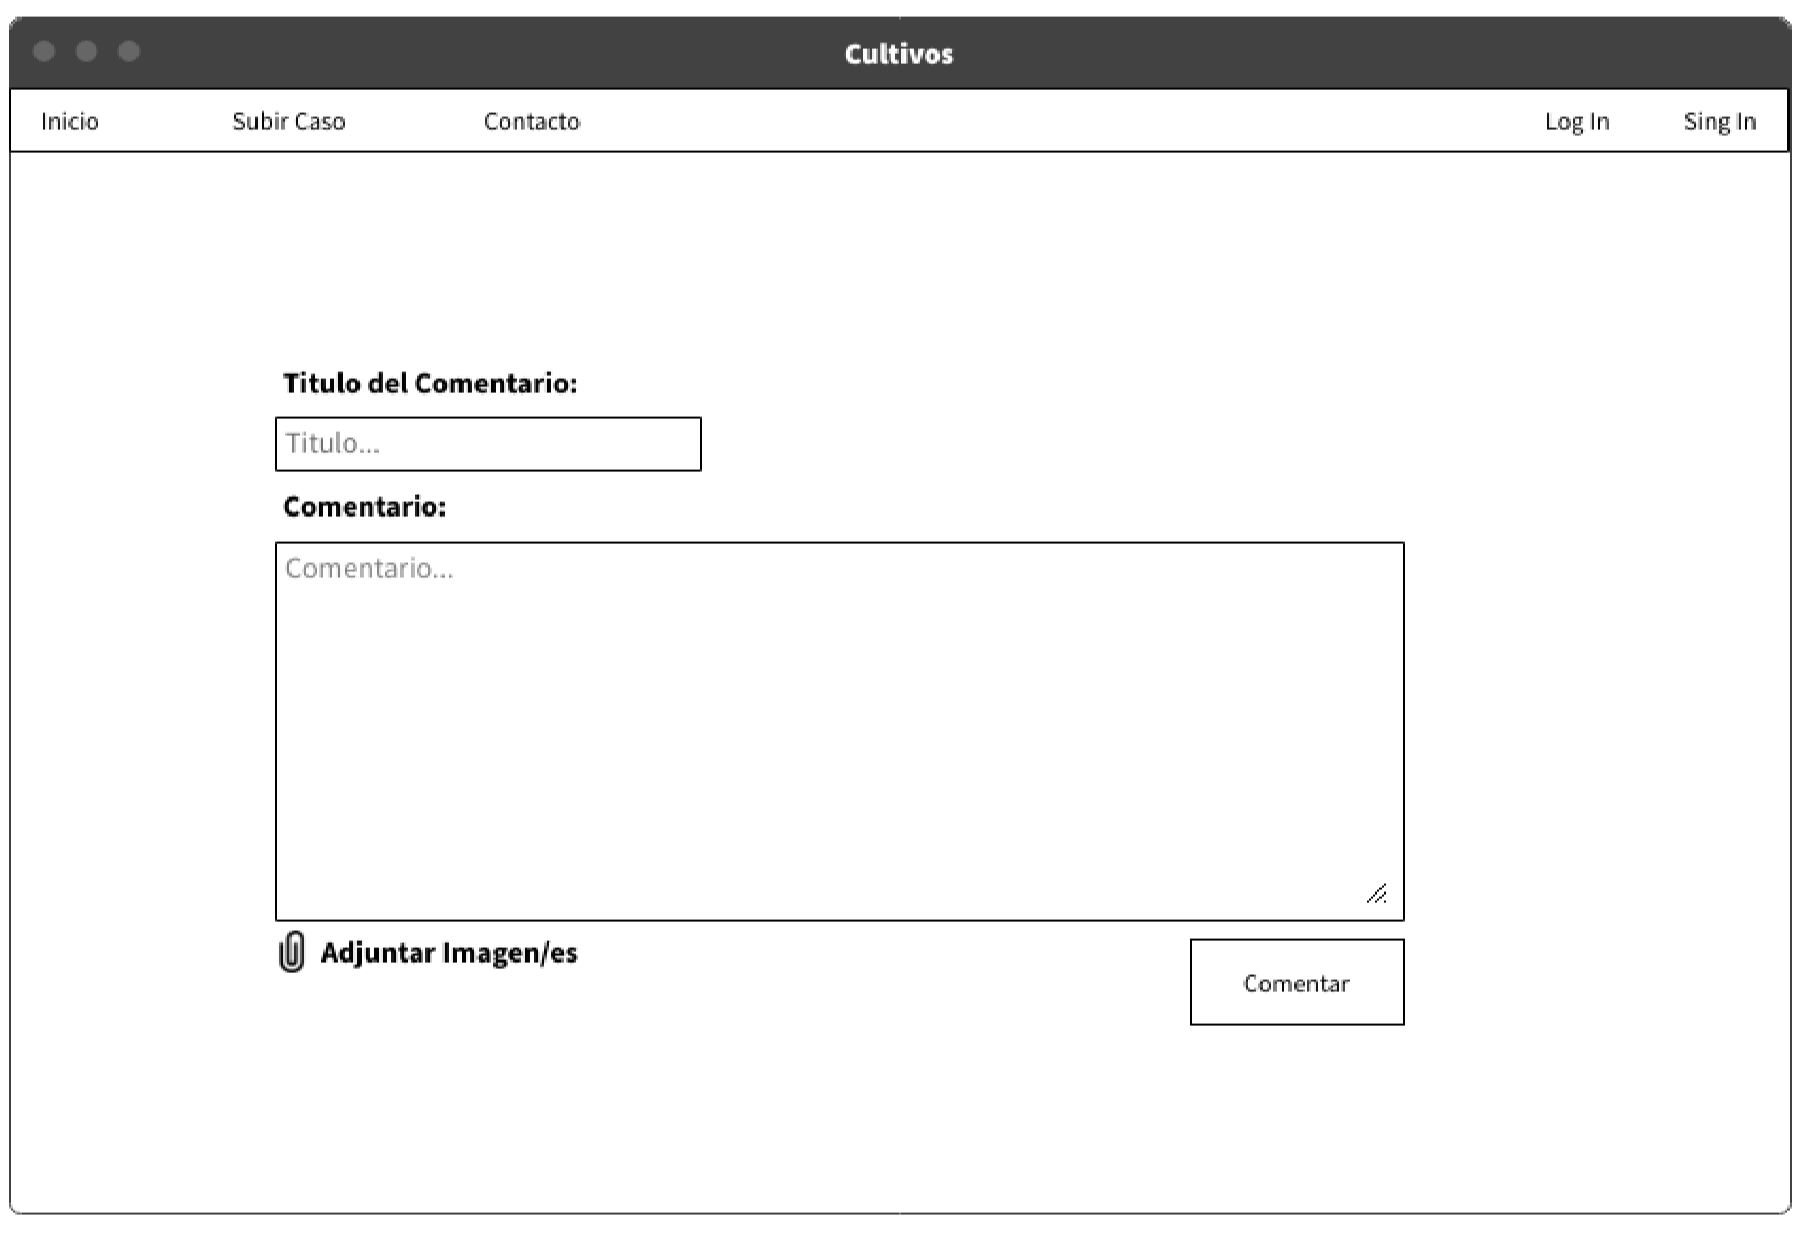 Cultivos
Inicio Subir Caso Contacto Log In Sing In
Titulo del Comentario:
Titulo...
Comentario:
Comentario...
Adjuntar Imagen/es
Comentar